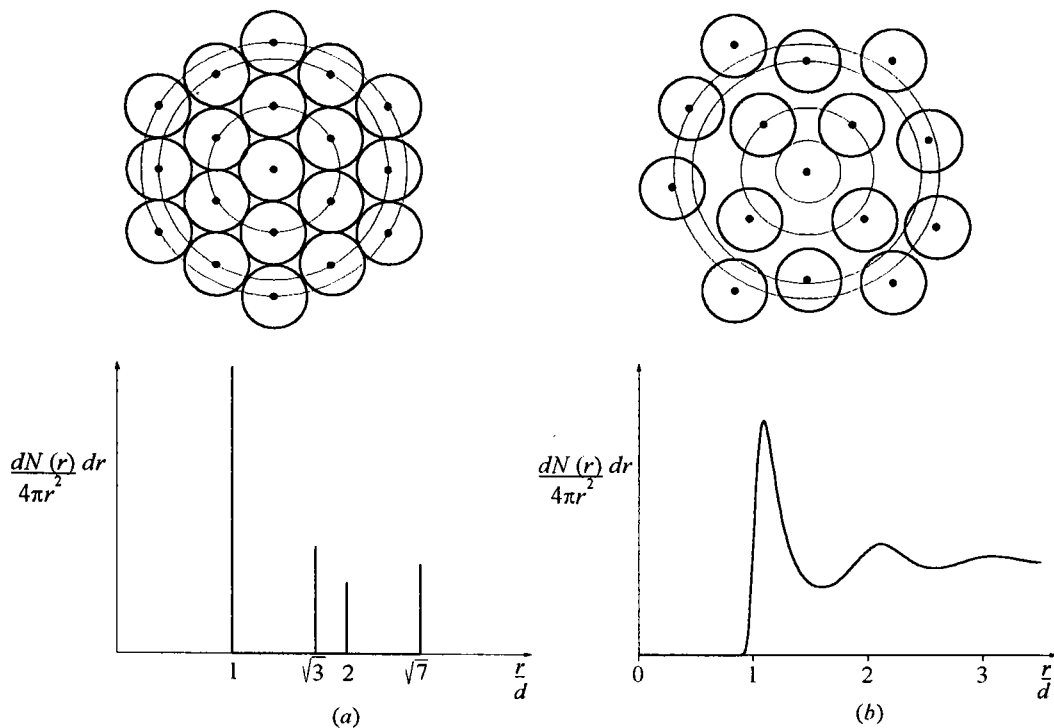 dN (r) dr
4πr²
1 √3 2 √7 r
d
(a)
dN (r) dr
4πr²
0 1 2 3 r
d
(b)